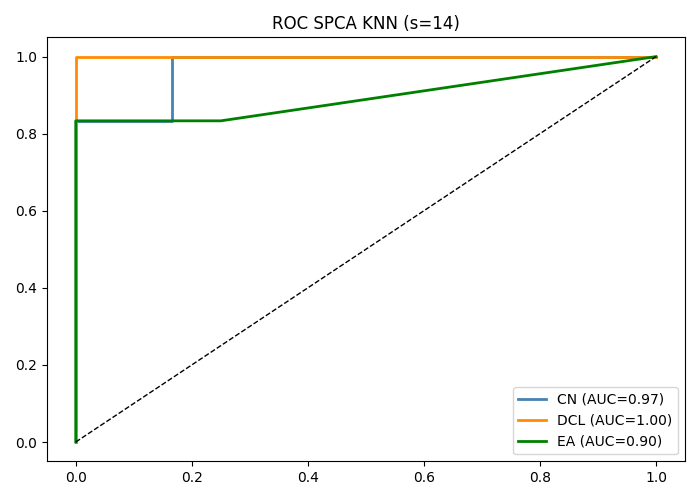 ROC SPCA KNN (s=14)
1.0
0.8
0.6
0.4
0.2
0.0
0.0 0.2 0.4 0.6 0.8 1.0
CN (AUC=0.97)
DCL (AUC=1.00)
EA (AUC=0.90)